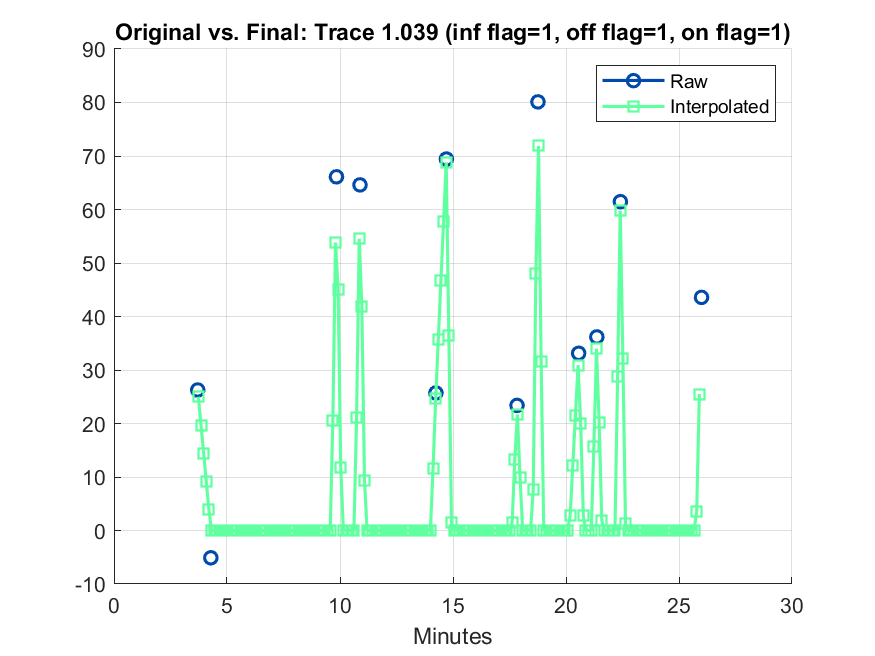 Original vs. Final: Trace 1.039 (inf flag=1, off flag=1, on flag=1)
90
80
70
60
50
40
30
20
10
0
-10
Raw
Interpolated
0 5 10 15 20 25 30
Minutes